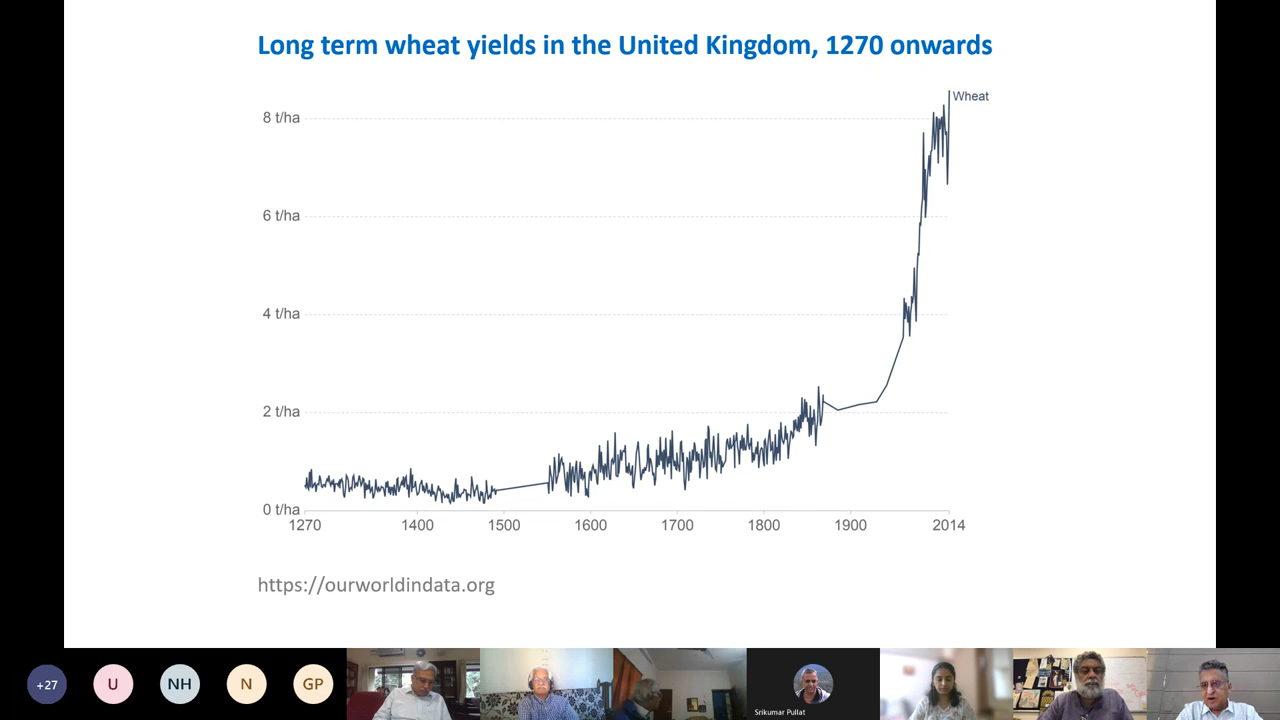 Long term wheat yields in the United Kingdom, 1270 onwards
Wheat
8 t/ha
6 t/ha
4 t/ha
2 t/ha
0 t/ha
1270 1400 1500 1600 1700 1800 1900 2014
https://ourworldindata.org
+27 U NH N GP
Srikumar Pullat